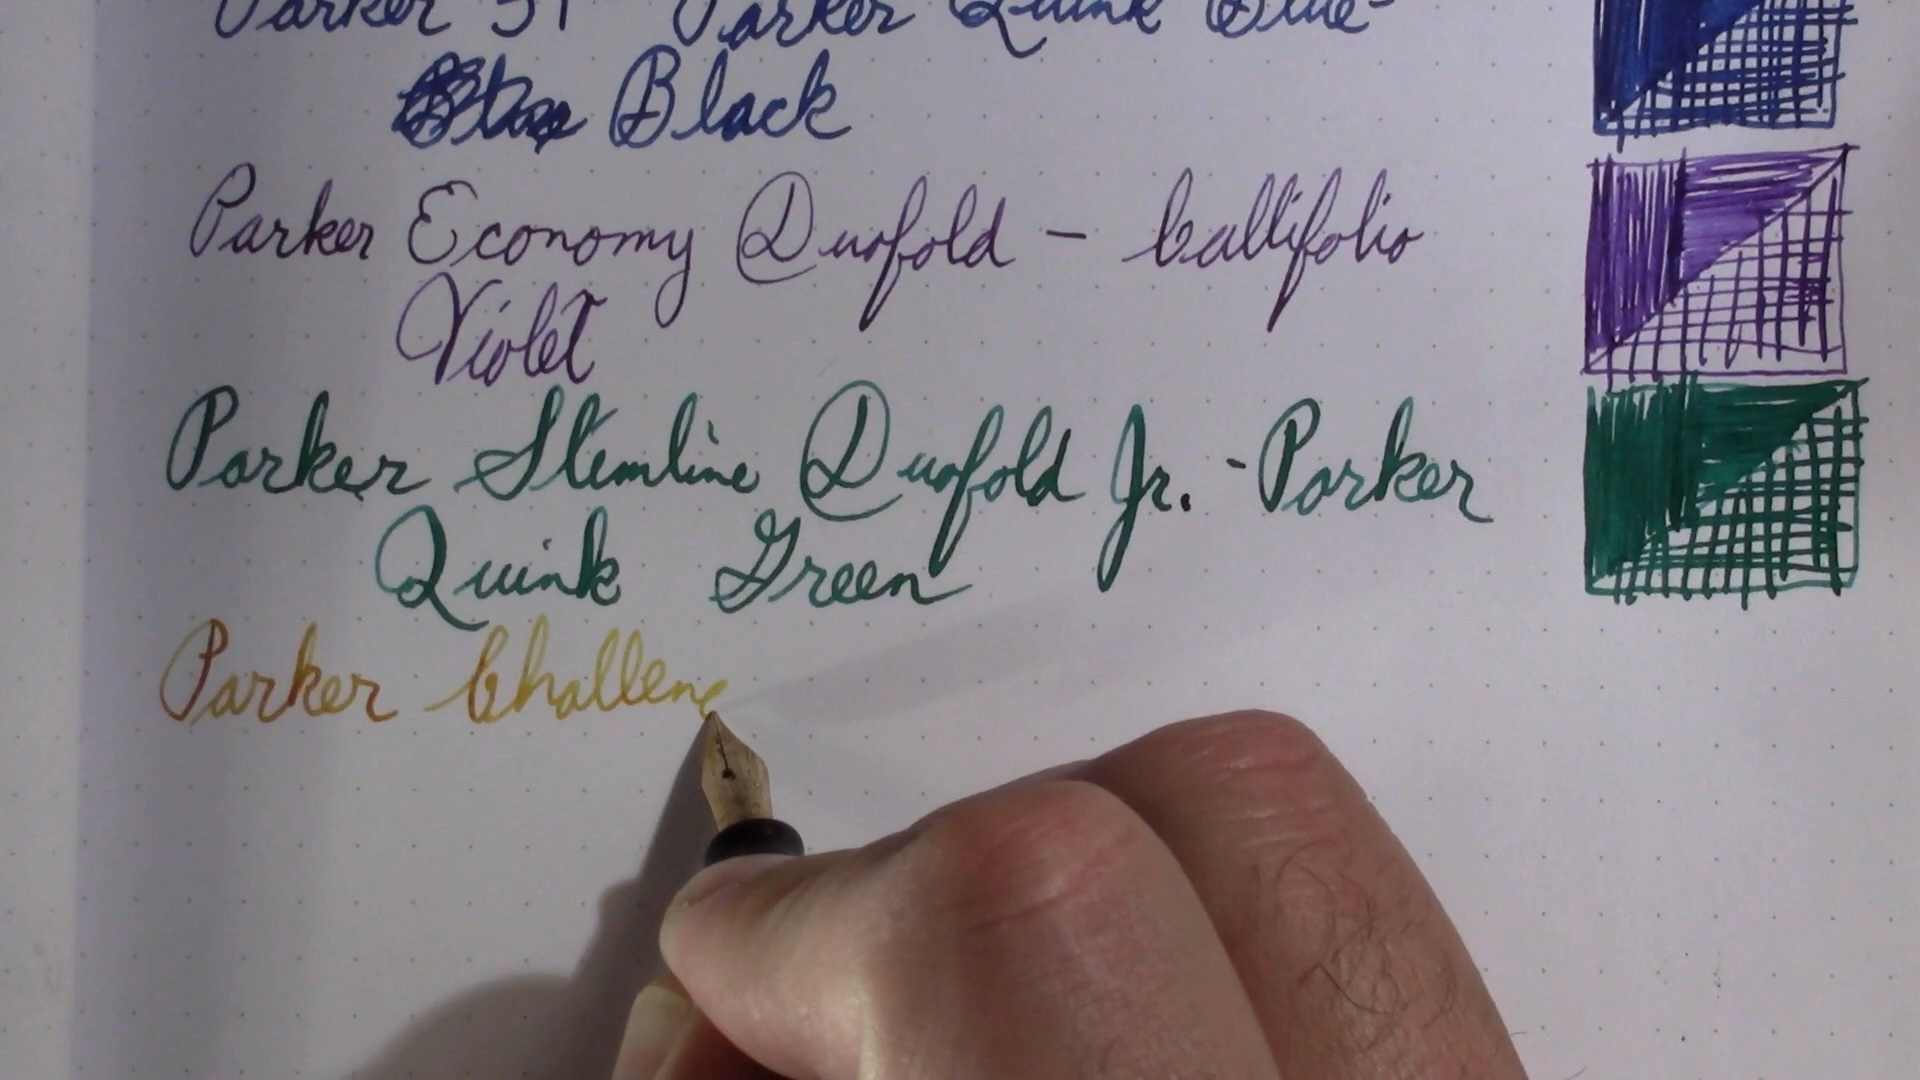 Parker 51 - Parker Quink Blue-
Black
Parker Economy Duofold - Callifolio
Violet
Parker Stemline Duofold Jr. - Parker
Quink Green
Parker Challeng